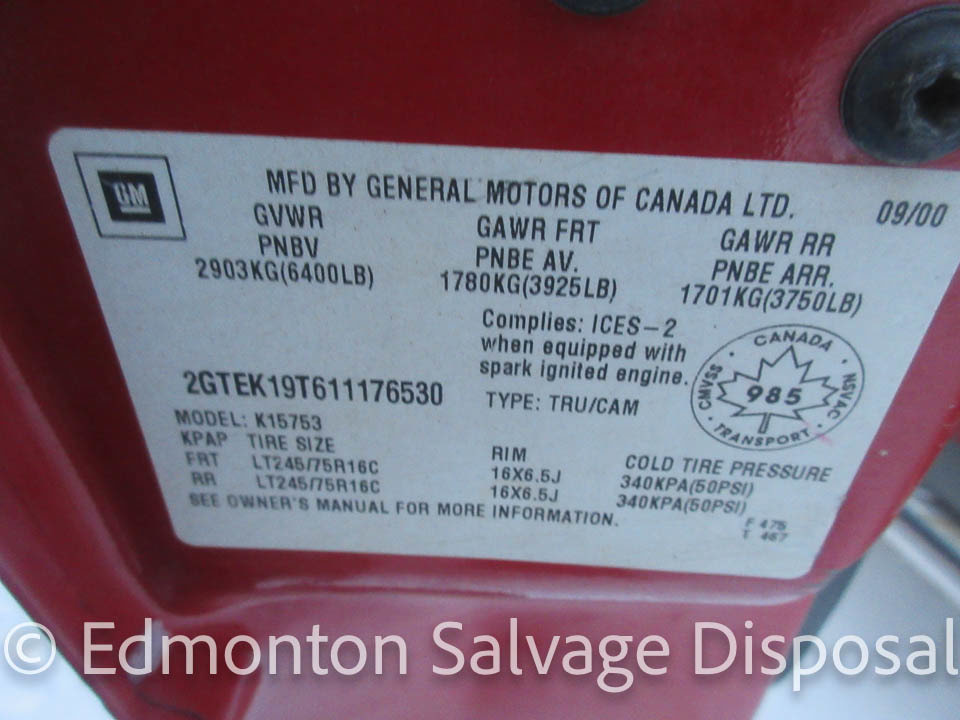 GM
MFD BY GENERAL MOTORS OF CANADA LTD. 09/00
GVWR GAWR FRT GAWR RR
PNBV PNBE AV. PNBE ARR.
2903KG(6400LB) 1780KG(3925LB) 1701KG(3750LB)
Complies: ICES-2
when equipped with
spark ignited engine.
2GTEK19T611176530 TYPE: TRU/CAM
CANADA
CMVSS 985 NSVAC
· TRANSPORT ·
MODEL: K15753
KPAP TIRE SIZE RIM COLD TIRE PRESSURE
FRT LT245/75R16C 16X6.5J 340KPA(50PSI)
RR LT245/75R16C 16X6.5J 340KPA(50PSI)
SEE OWNER'S MANUAL FOR MORE INFORMATION.
F 475
T 467
© Edmonton Salvage Disposal